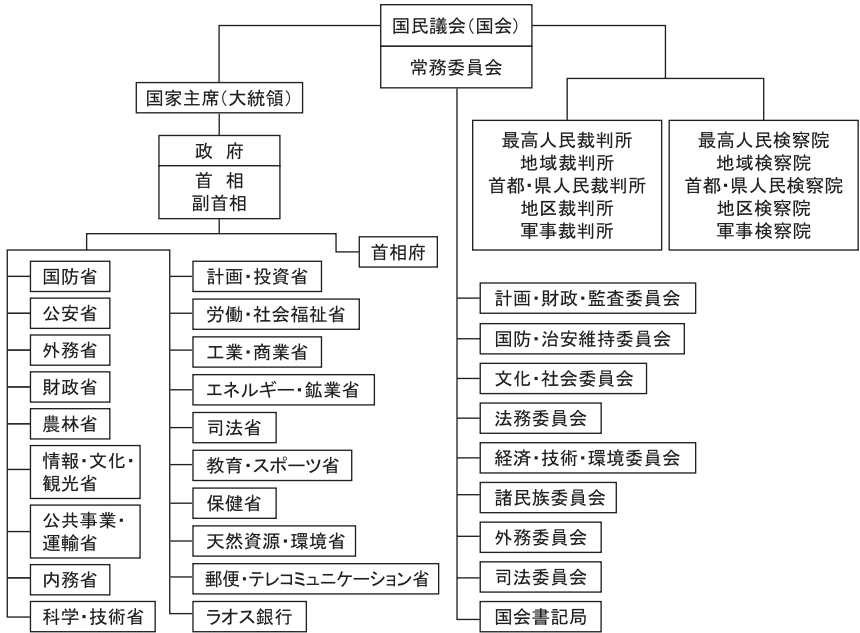 国民議会（国会）
常務委員会
国家主席（大統領）
政　府
首　相
副首相
首相府
最高人民裁判所
地域裁判所
首都・県人民裁判所
地区裁判所
軍事裁判所
最高人民検察院
地域検察院
首都・県人民検察院
地区検察院
軍事検察院
国防省
公安省
外務省
財政省
農林省
情報・文化・
観光省
公共事業・
運輸省
内務省
科学・技術省
計画・投資省
労働・社会福祉省
工業・商業省
エネルギー・鉱業省
司法省
教育・スポーツ省
保健省
天然資源・環境省
郵便・テレコミュニケーション省
ラオス銀行
計画・財政・監査委員会
国防・治安維持委員会
文化・社会委員会
法務委員会
経済・技術・環境委員会
諸民族委員会
外務委員会
司法委員会
国会書記局